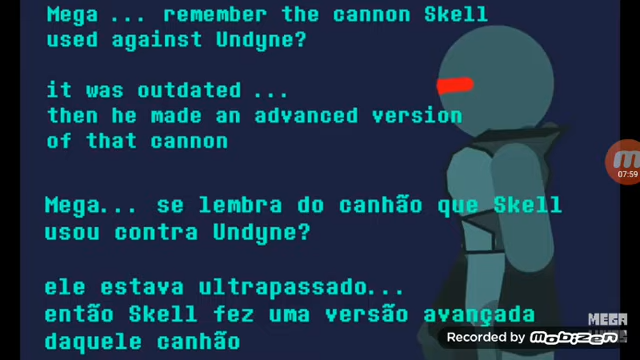 Mega ... remember the cannon Skell
used against Undyne?
it was outdated ...
then he made an advanced version
of that cannon
Mega... se lembra do canhão que Skell
usou contra Undyne?
ele estava ultrapassado...
então Skell fez uma versão avançada
daquele canhão
07:59
MEGA
Recorded by mobizen